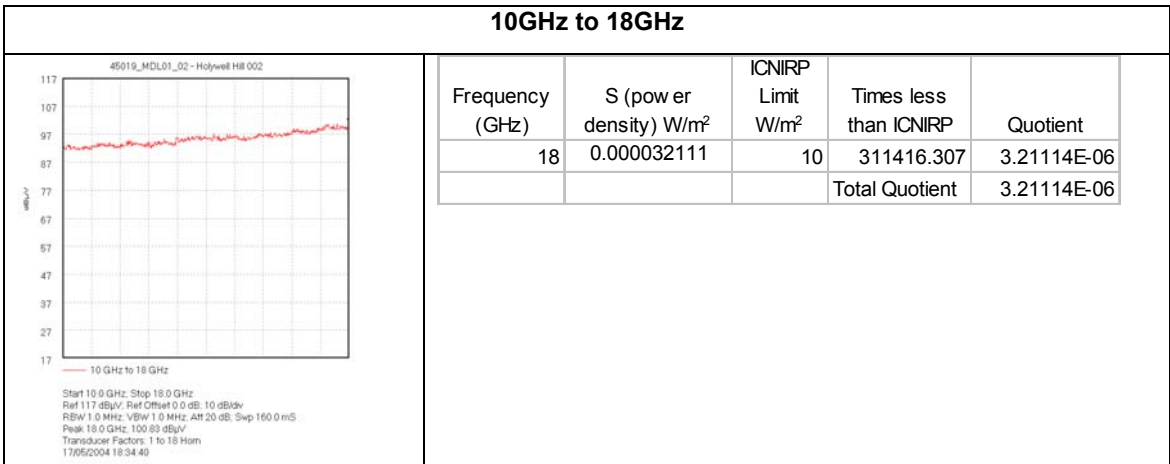 10GHz to 18GHz
45019_MDL01_02 - Holywell Hill 002
117
107
97
87
77
67
57
47
37
27
17
dBµV
10 GHz to 18 GHz
Start 10.0 GHz; Stop 18.0 GHz
Ref 117 dBµV; Ref Offset 0.0 dB; 10 dB/div
RBW 1.0 MHz; VBW 1.0 MHz; Att 20 dB; Swp 160.0 mS
Peak 18.0 GHz, 100.83 dBµV
Transducer Factors: 1 to 18 Horn
17/05/2004 18:34:40
Frequency (GHz) S (pow er density) W/m² ICNIRP Limit W/m² Times less than ICNIRP Quotient
18 0.000032111 10 311416.307 3.21114E-06
Total Quotient 3.21114E-06